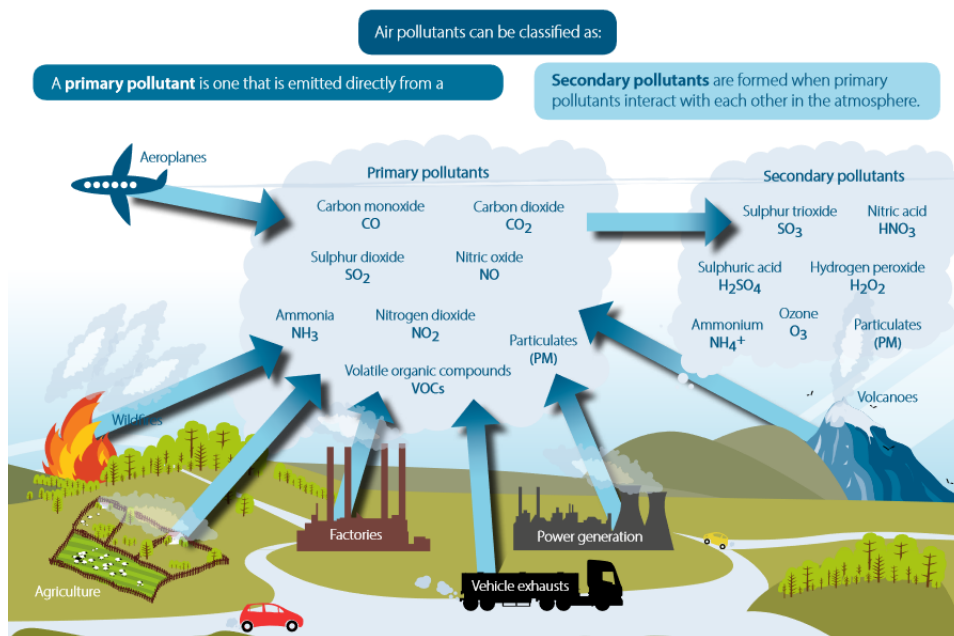 Air pollutants can be classified as:
A primary pollutant is one that is emitted directly from a
Secondary pollutants are formed when primary
pollutants interact with each other in the atmosphere.
Aeroplanes
Primary pollutants
Carbon monoxide
CO
Carbon dioxide
CO₂
Sulphur dioxide
SO₂
Nitric oxide
NO
Ammonia
NH₃
Nitrogen dioxide
NO₂
Particulates
(PM)
Volatile organic compounds
VOCs
Secondary pollutants
Sulphur trioxide
SO₃
Nitric acid
HNO₃
Sulphuric acid
H₂SO₄
Hydrogen peroxide
H₂O₂
Ammonium
NH₄⁺
Ozone
O₃
Particulates
(PM)
Wildfires
Volcanoes
Agriculture
Factories
Power generation
Vehicle exhausts